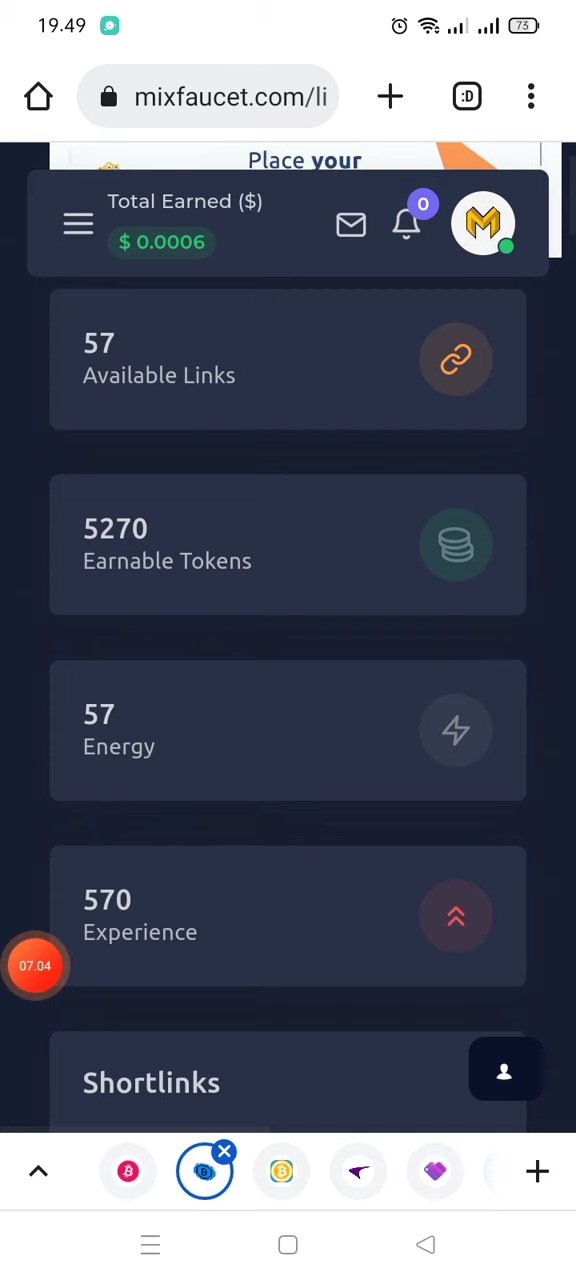 19.49
73
mixfaucet.com/li
:D
Place your
Total Earned ($)
0
$ 0.0006
57
Available Links
5270
Earnable Tokens
57
Energy
570
Experience
07.04
Shortlinks